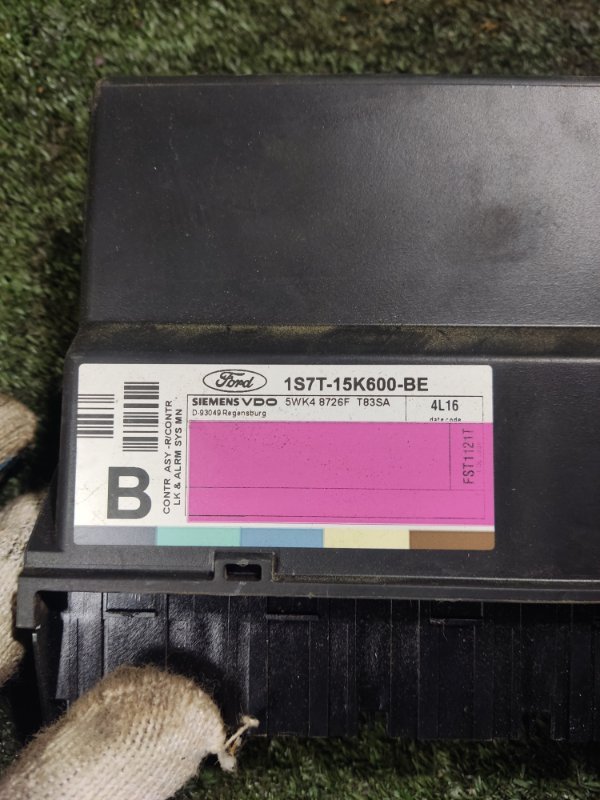 Ford 1S7T-15K600-BE
SIEMENS VDO 5WK4 8726F T83SA 4L16
D-93049 Regensburg date code
FST1121T
CONTR ASY -R/CONTR
LK & ALRM SYS MN
B